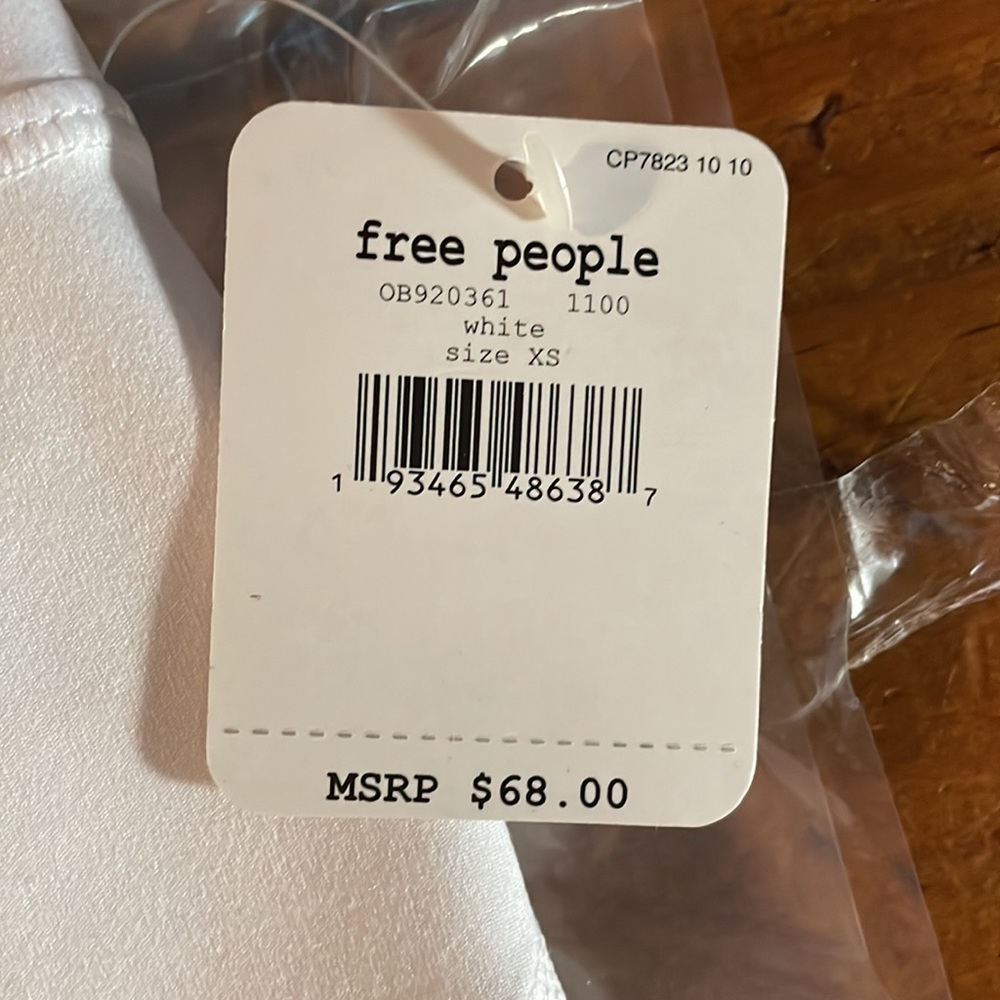 CP7823 10 10
free people
OB920361 1100
white
size XS
1 93465 48638 7
MSRP $68.00